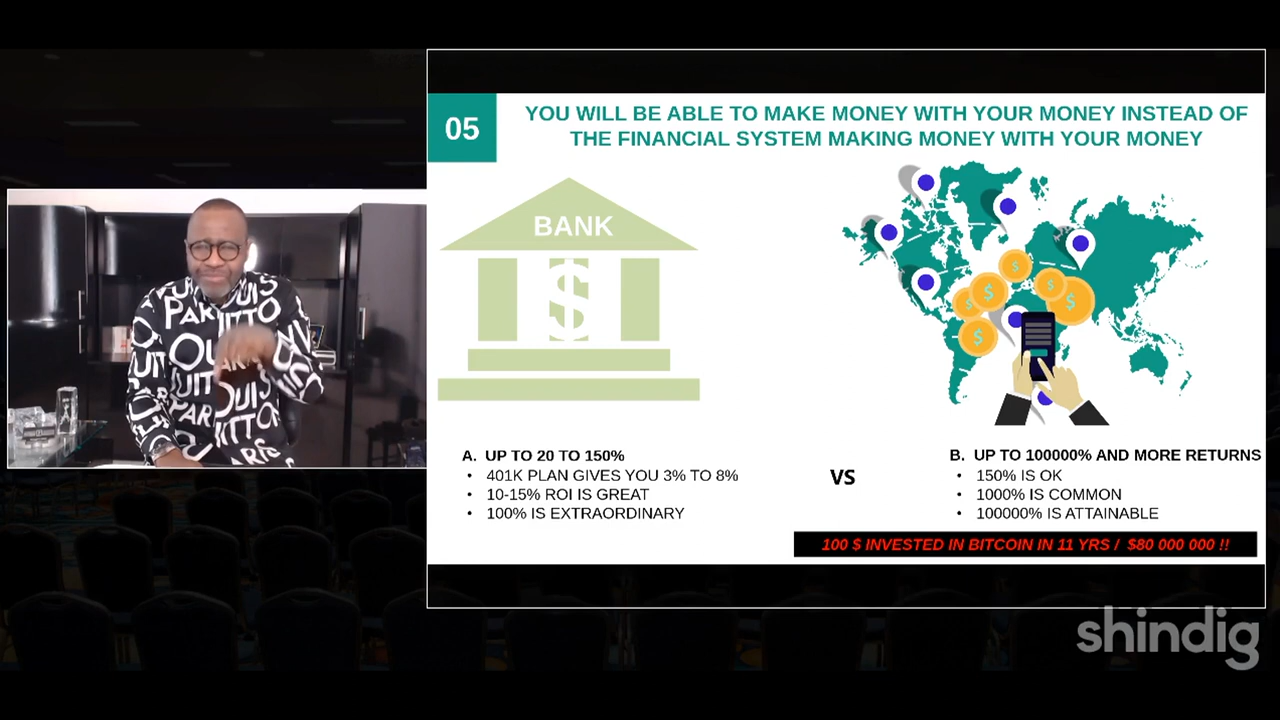 05
YOU WILL BE ABLE TO MAKE MONEY WITH YOUR MONEY INSTEAD OF
THE FINANCIAL SYSTEM MAKING MONEY WITH YOUR MONEY
BANK
$
A. UP TO 20 TO 150%
• 401K PLAN GIVES YOU 3% TO 8%
• 10-15% ROI IS GREAT
• 100% IS EXTRAORDINARY
VS
B. UP TO 100000% AND MORE RETURNS
• 150% IS OK
• 1000% IS COMMON
• 100000% IS ATTAINABLE
100 $ INVESTED IN BITCOIN IN 11 YRS / $80 000 000 !!
shindig